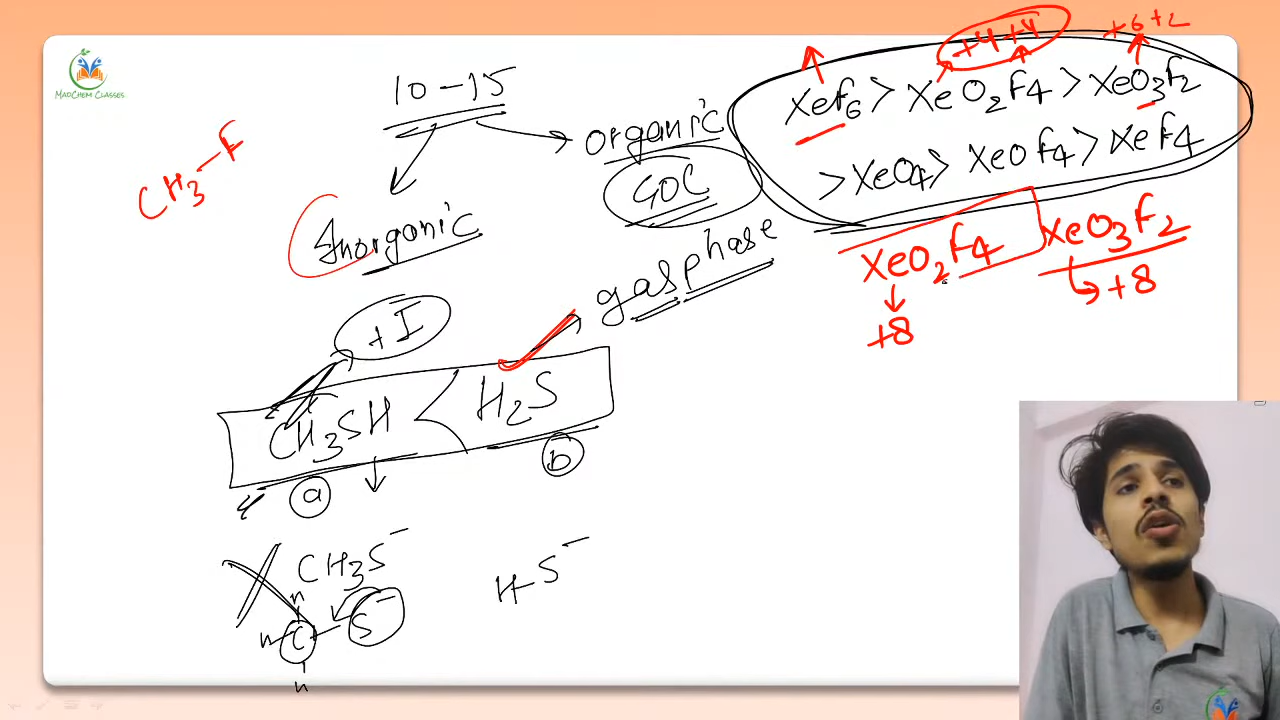 MADCHEM CLASSES
10-15
organic
GOC
Inorganic
+I
gas phase
CH3SH < H2S
a
b
CH3S-
H-S-
H
H-C-S-
H
CH3-F
+4 +4
+6 +2
XeF6 > XeO2F4 > XeO3F2
> XeO4 > XeOF4 > XeF4
XeO2F4
XeO3F2
+8
+8